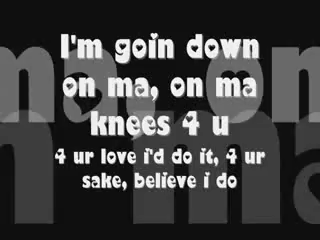 I'm goin down
on ma, on ma
knees 4 u
4 ur love i'd do it, 4 ur
sake, believe i do